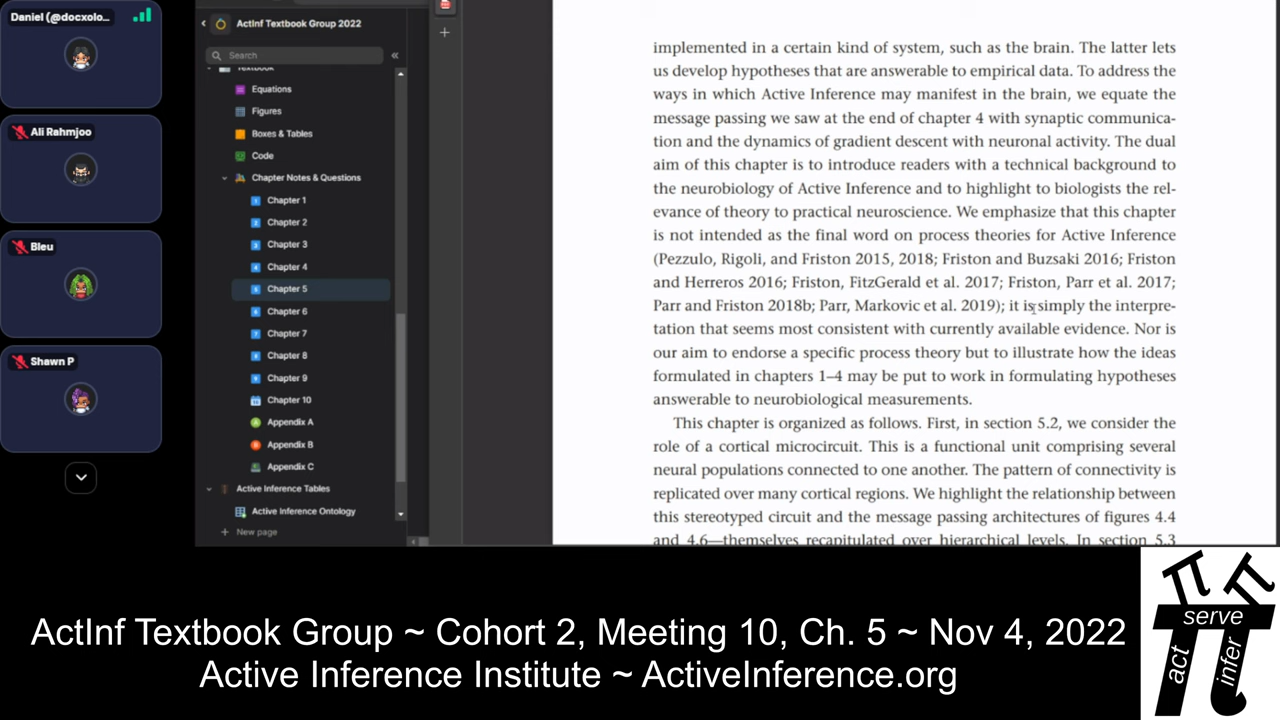 Daniel (@docxolo...
Ali Rahmjoo
Bleu
Shawn P
ActInf Textbook Group 2022
Search
Textbook
Equations
Figures
Boxes & Tables
Code
Chapter Notes & Questions
Chapter 1
Chapter 2
Chapter 3
Chapter 4
Chapter 5
Chapter 6
Chapter 7
Chapter 8
Chapter 9
Chapter 10
Appendix A
Appendix B
Appendix C
Active Inference Tables
Active Inference Ontology
New page
implemented in a certain kind of system, such as the brain. The latter lets
us develop hypotheses that are answerable to empirical data. To address the
ways in which Active Inference may manifest in the brain, we equate the
message passing we saw at the end of chapter 4 with synaptic communica-
tion and the dynamics of gradient descent with neuronal activity. The dual
aim of this chapter is to introduce readers with a technical background to
the neurobiology of Active Inference and to highlight to biologists the rel-
evance of theory to practical neuroscience. We emphasize that this chapter
is not intended as the final word on process theories for Active Inference
(Pezzulo, Rigoli, and Friston 2015, 2018; Friston and Buzsaki 2016; Friston
and Herreros 2016; Friston, FitzGerald et al. 2017; Friston, Parr et al. 2017;
Parr and Friston 2018b; Parr, Markovic et al. 2019); it is simply the interpre-
tation that seems most consistent with currently available evidence. Nor is
our aim to endorse a specific process theory but to illustrate how the ideas
formulated in chapters 1–4 may be put to work in formulating hypotheses
answerable to neurobiological measurements.
This chapter is organized as follows. First, in section 5.2, we consider the
role of a cortical microcircuit. This is a functional unit comprising several
neural populations connected to one another. The pattern of connectivity is
replicated over many cortical regions. We highlight the relationship between
this stereotyped circuit and the message passing architectures of figures 4.4
and 4.6—themselves recapitulated over hierarchical levels. In section 5.3
ActInf Textbook Group ~ Cohort 2, Meeting 10, Ch. 5 ~ Nov 4, 2022
Active Inference Institute ~ ActiveInference.org
serve
act
infer